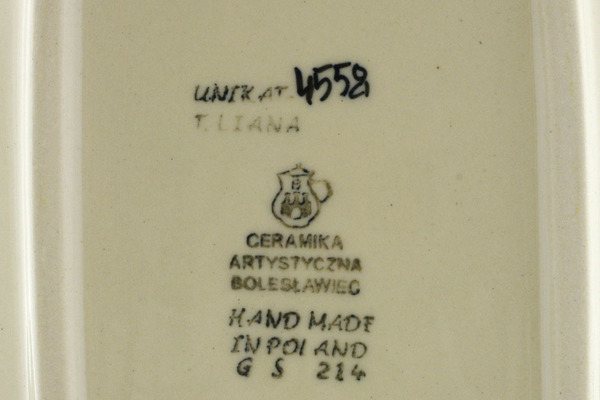 UNIKAT 4558
T. LIANA
CERAMIKA
ARTYSTYCZNA
BOLESŁAWIEC
HAND MADE
IN POLAND
G S 214